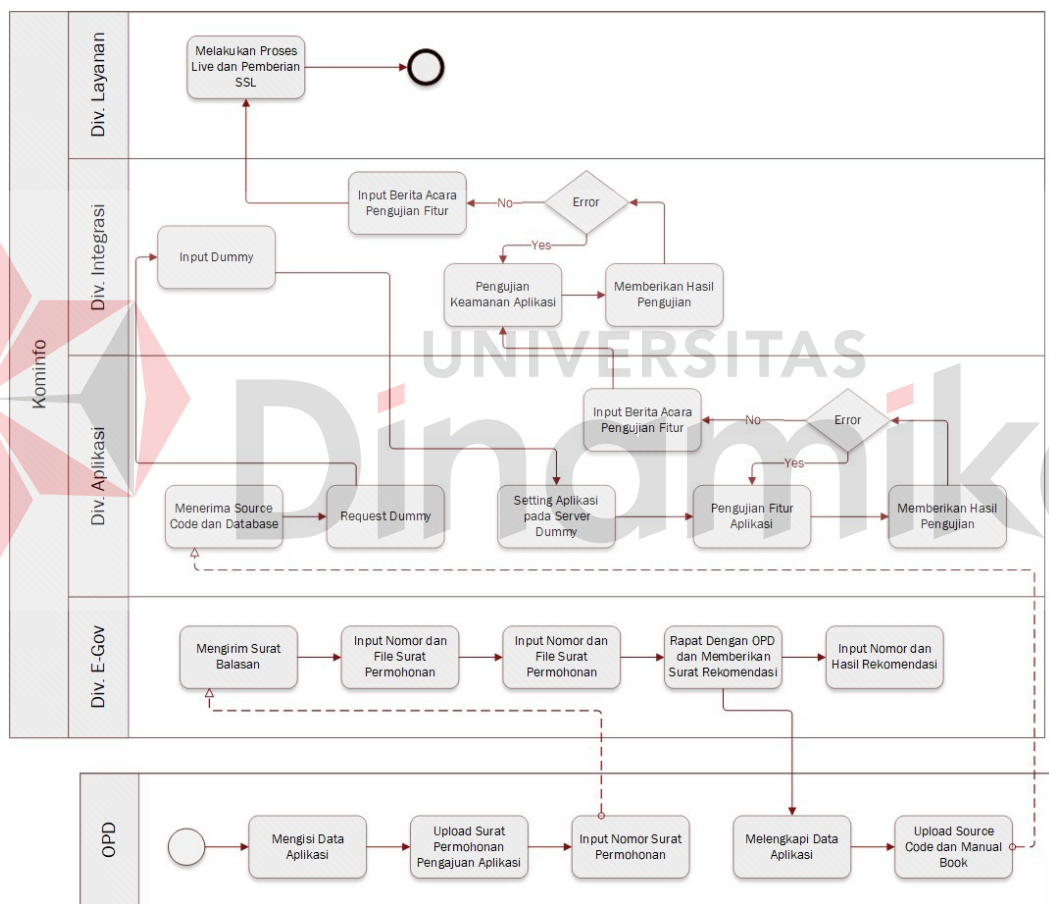 Kominfo
Div. Layanan
Melakukan Proses
Live dan Pemberian
SSL
Div. Integrasi
Input Berita Acara
Pengujian Fitur
No
Error
Yes
Input Dummy
Pengujian
Keamanan Aplikasi
Memberikan Hasil
Pengujian
UNIVERSITAS
Dinamika
Div. Aplikasi
Input Berita Acara
Pengujian Fitur
No
Error
Yes
Menerima Source
Code dan Database
Request Dummy
Setting Aplikasi
pada Server
Dummy
Pengujian Fitur
Aplikasi
Memberikan Hasil
Pengujian
Div. E-Gov
Mengirim Surat
Balasan
Input Nomor dan
File Surat
Permohonan
Input Nomor dan
File Surat
Permohonan
Rapat Dengan OPD
dan Memberikan
Surat Rekomendasi
Input Nomor dan
Hasil Rekomendasi
OPD
Mengisi Data
Aplikasi
Upload Surat
Permohonan
Pengajuan Aplikasi
Input Nomor Surat
Permohonan
Melengkapi Data
Aplikasi
Upload Source
Code dan Manual
Book